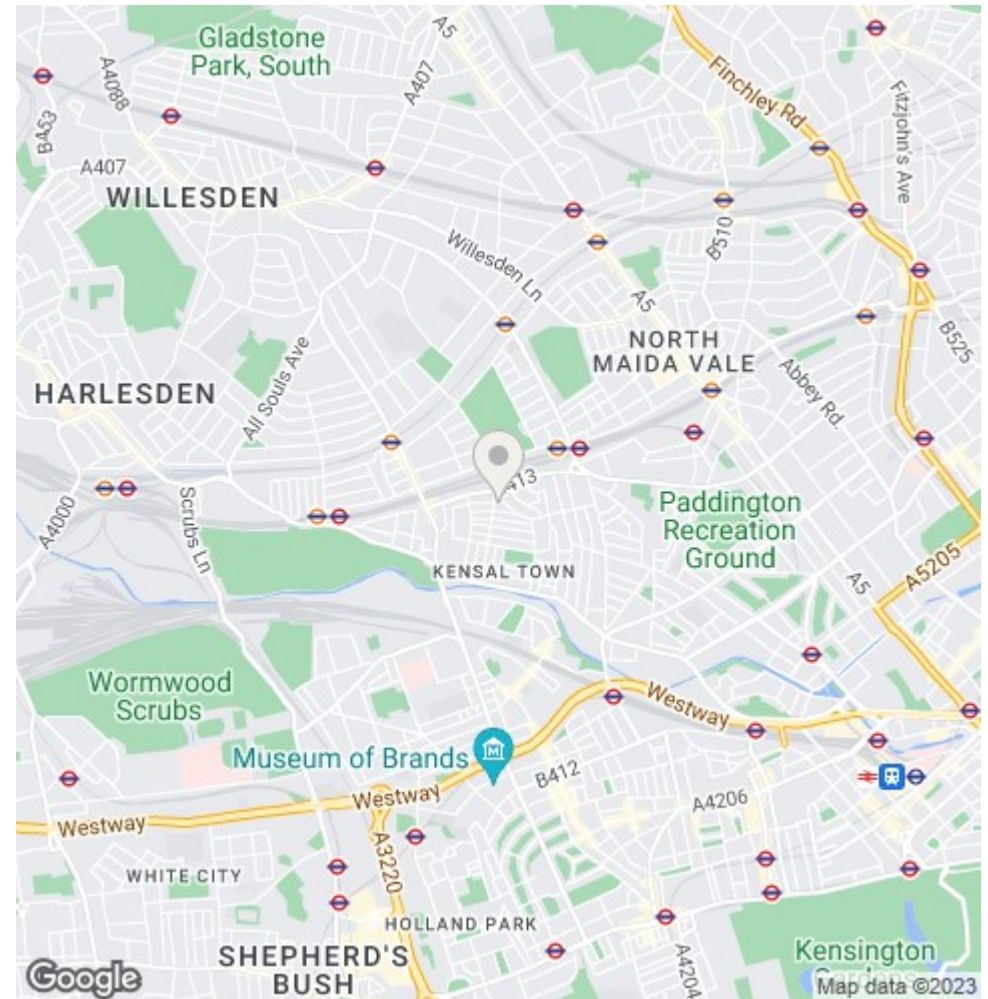 Gladstone
Park, South
A5
A4088
A407
B453
A407
Finchley Rd
Fitzjohn's Ave
WILLESDEN
B510
Willesden Ln
A5
NORTH
MAIDA VALE
B525
HARLESDEN
All Souls Ave
Abbey Rd.
413
A4000
Scrubs Ln
Paddington
Recreation
Ground
KENSAL TOWN
A5
A5205
Wormwood
Scrubs
Westway
Museum of Brands
M
B412
Westway
A4206
Westway
A3220
WHITE CITY
HOLLAND PARK
SHEPHERD'S
BUSH
A4204
Kensington
Gardens
Google
Map data ©2023